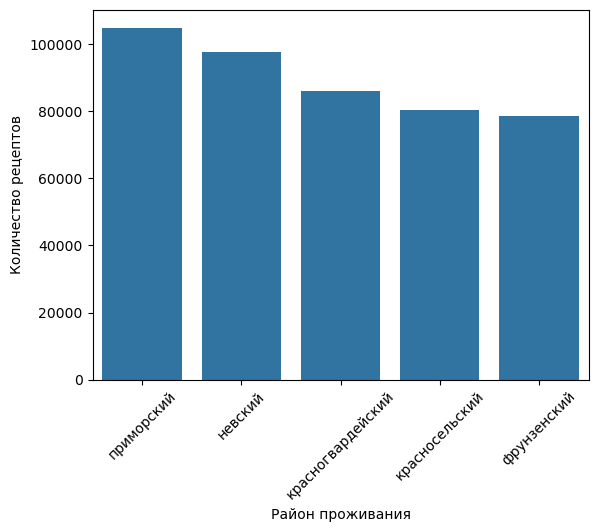 100000
80000
60000
40000
20000
0
Количество рецептов
приморский
невский
красногвардейский
красносельский
фрунзенский
Район проживания